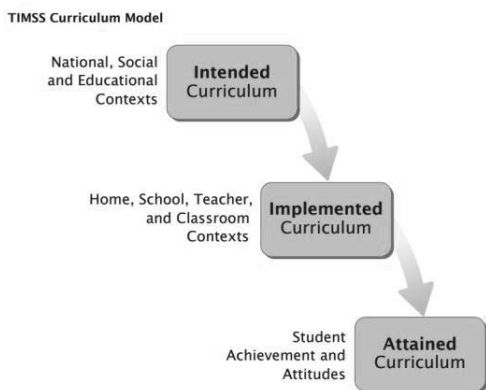 TIMSS Curriculum Model
National, Social
and Educational
Contexts
Intended
Curriculum
Home, School, Teacher,
and Classroom
Contexts
Implemented
Curriculum
Student
Achievement and
Attitudes
Attained
Curriculum